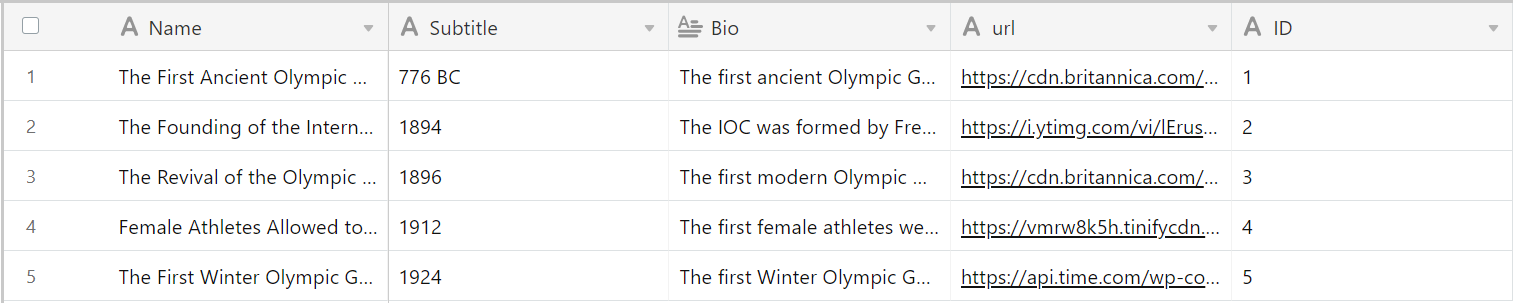 Name Subtitle Bio url ID
1 The First Ancient Olympic ... 776 BC The first ancient Olympic G... https://cdn.britannica.com/... 1
2 The Founding of the Intern... 1894 The IOC was formed by Fre... https://i.ytimg.com/vi/lErus... 2
3 The Revival of the Olympic ... 1896 The first modern Olympic ... https://cdn.britannica.com/... 3
4 Female Athletes Allowed to... 1912 The first female athletes we... https://vmrw8k5h.tinifycdn.... 4
5 The First Winter Olympic G... 1924 The first Winter Olympic G... https://api.time.com/wp-co... 5